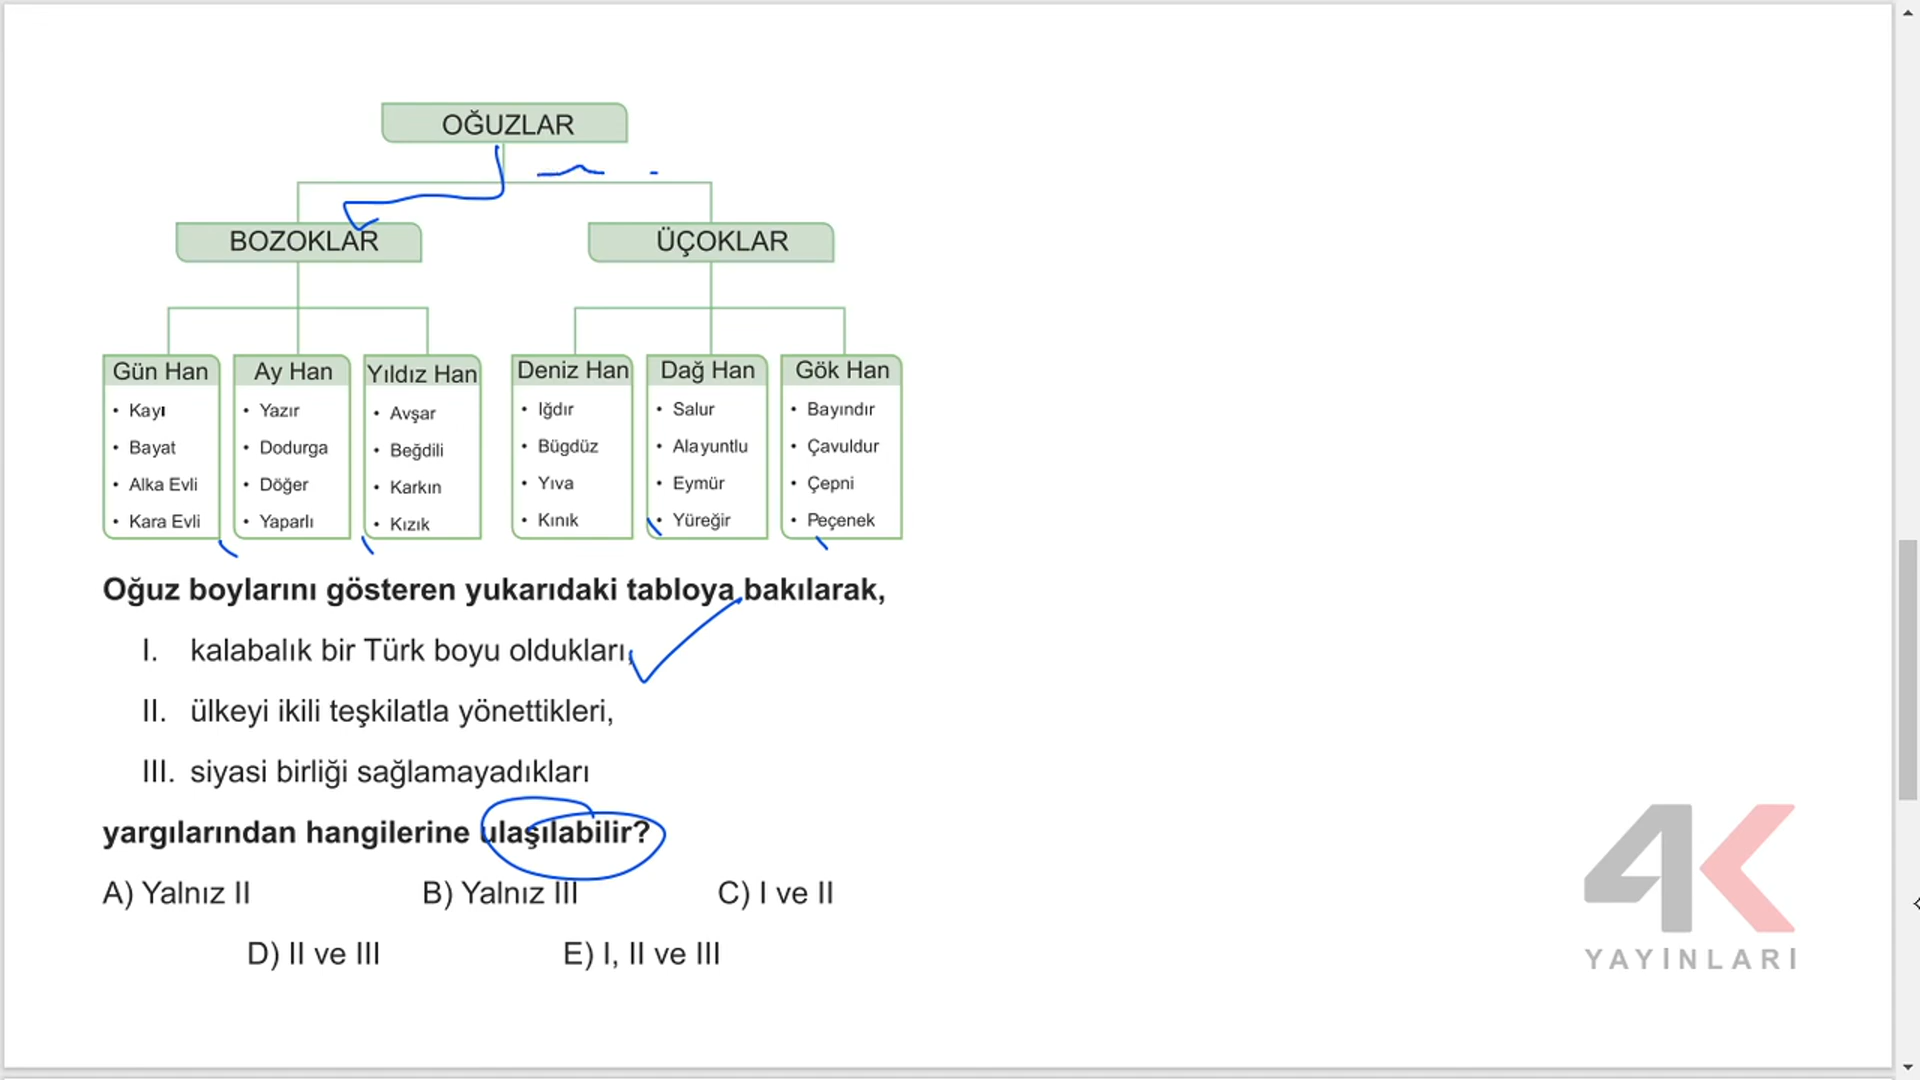 OĞUZLAR
BOZOKLAR
ÜÇOKLAR
Gün Han
• Kayı
• Bayat
• Alka Evli
• Kara Evli
Ay Han
• Yazır
• Dodurga
• Döğer
• Yaparlı
Yıldız Han
• Avşar
• Beğdili
• Karkın
• Kızık
Deniz Han
• Iğdır
• Bügdüz
• Yıva
• Kınık
Dağ Han
• Salur
• Alayuntlu
• Eymür
• Yüreğir
Gök Han
• Bayındır
• Çavuldur
• Çepni
• Peçenek
Oğuz boylarını gösteren yukarıdaki tabloya bakılarak,
I. kalabalık bir Türk boyu oldukları,
II. ülkeyi ikili teşkilatla yönettikleri,
III. siyasi birliği sağlamayadıkları
yargılarından hangilerine ulaşılabilir?
A) Yalnız II B) Yalnız III C) I ve II
D) II ve III E) I, II ve III
4K
YAYINLARI